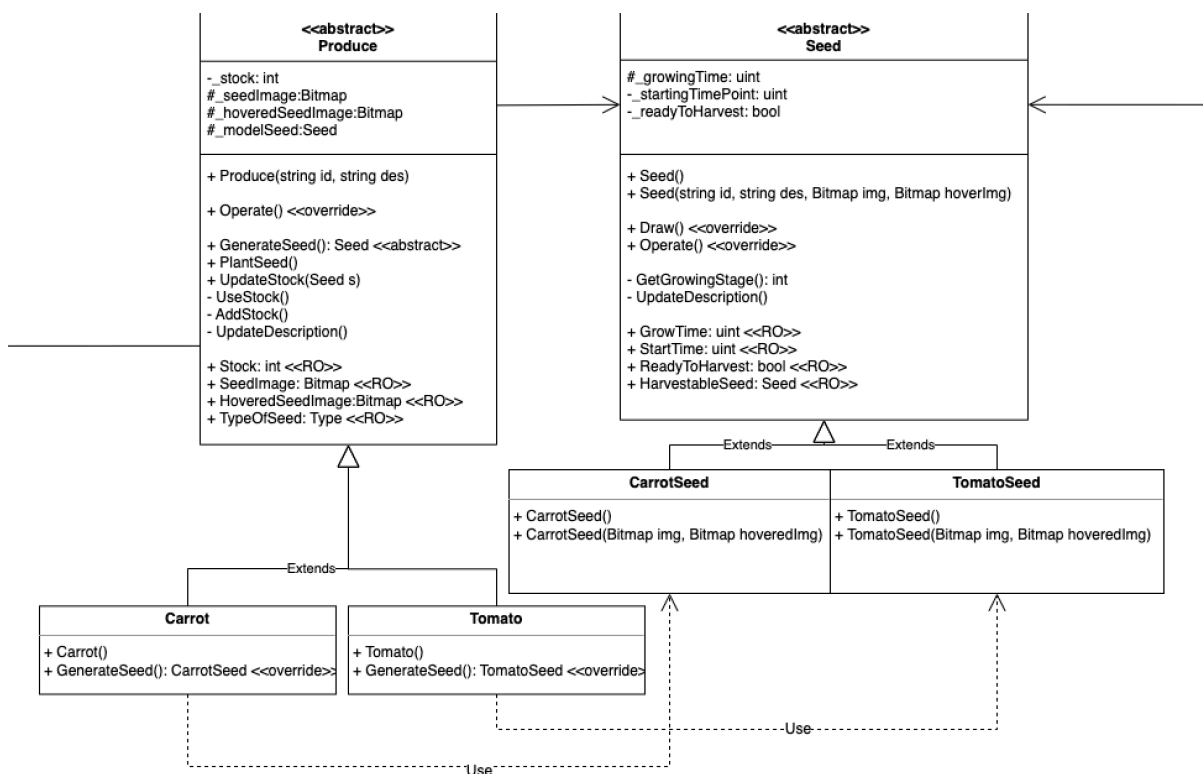 <<abstract>>
Produce
-_stock: int
#_seedImage:Bitmap
#_hoveredSeedImage:Bitmap
#_modelSeed:Seed
+ Produce(string id, string des)
+ Operate() <<override>>
+ GenerateSeed(): Seed <<abstract>>
+ PlantSeed()
+ UpdateStock(Seed s)
- UseStock()
- AddStock()
- UpdateDescription()
+ Stock: int <<RO>>
+ SeedImage: Bitmap <<RO>>
+ HoveredSeedImage:Bitmap <<RO>>
+ TypeOfSeed: Type <<RO>>
<<abstract>>
Seed
#_growingTime: uint
-_startingTimePoint: uint
-_readyToHarvest: bool
+ Seed()
+ Seed(string id, string des, Bitmap img, Bitmap hoverImg)
+ Draw() <<override>>
+ Operate() <<override>>
- GetGrowingStage(): int
- UpdateDescription()
+ GrowTime: uint <<RO>>
+ StartTime: uint <<RO>>
+ ReadyToHarvest: bool <<RO>>
+ HarvestableSeed: Seed <<RO>>
Extends
Extends
CarrotSeed
+ CarrotSeed()
+ CarrotSeed(Bitmap img, Bitmap hoveredImg)
TomatoSeed
+ TomatoSeed()
+ TomatoSeed(Bitmap img, Bitmap hoveredImg)
Extends
Carrot
+ Carrot()
+ GenerateSeed(): CarrotSeed <<override>>
Tomato
+ Tomato()
+ GenerateSeed(): TomatoSeed <<override>
Use
Use